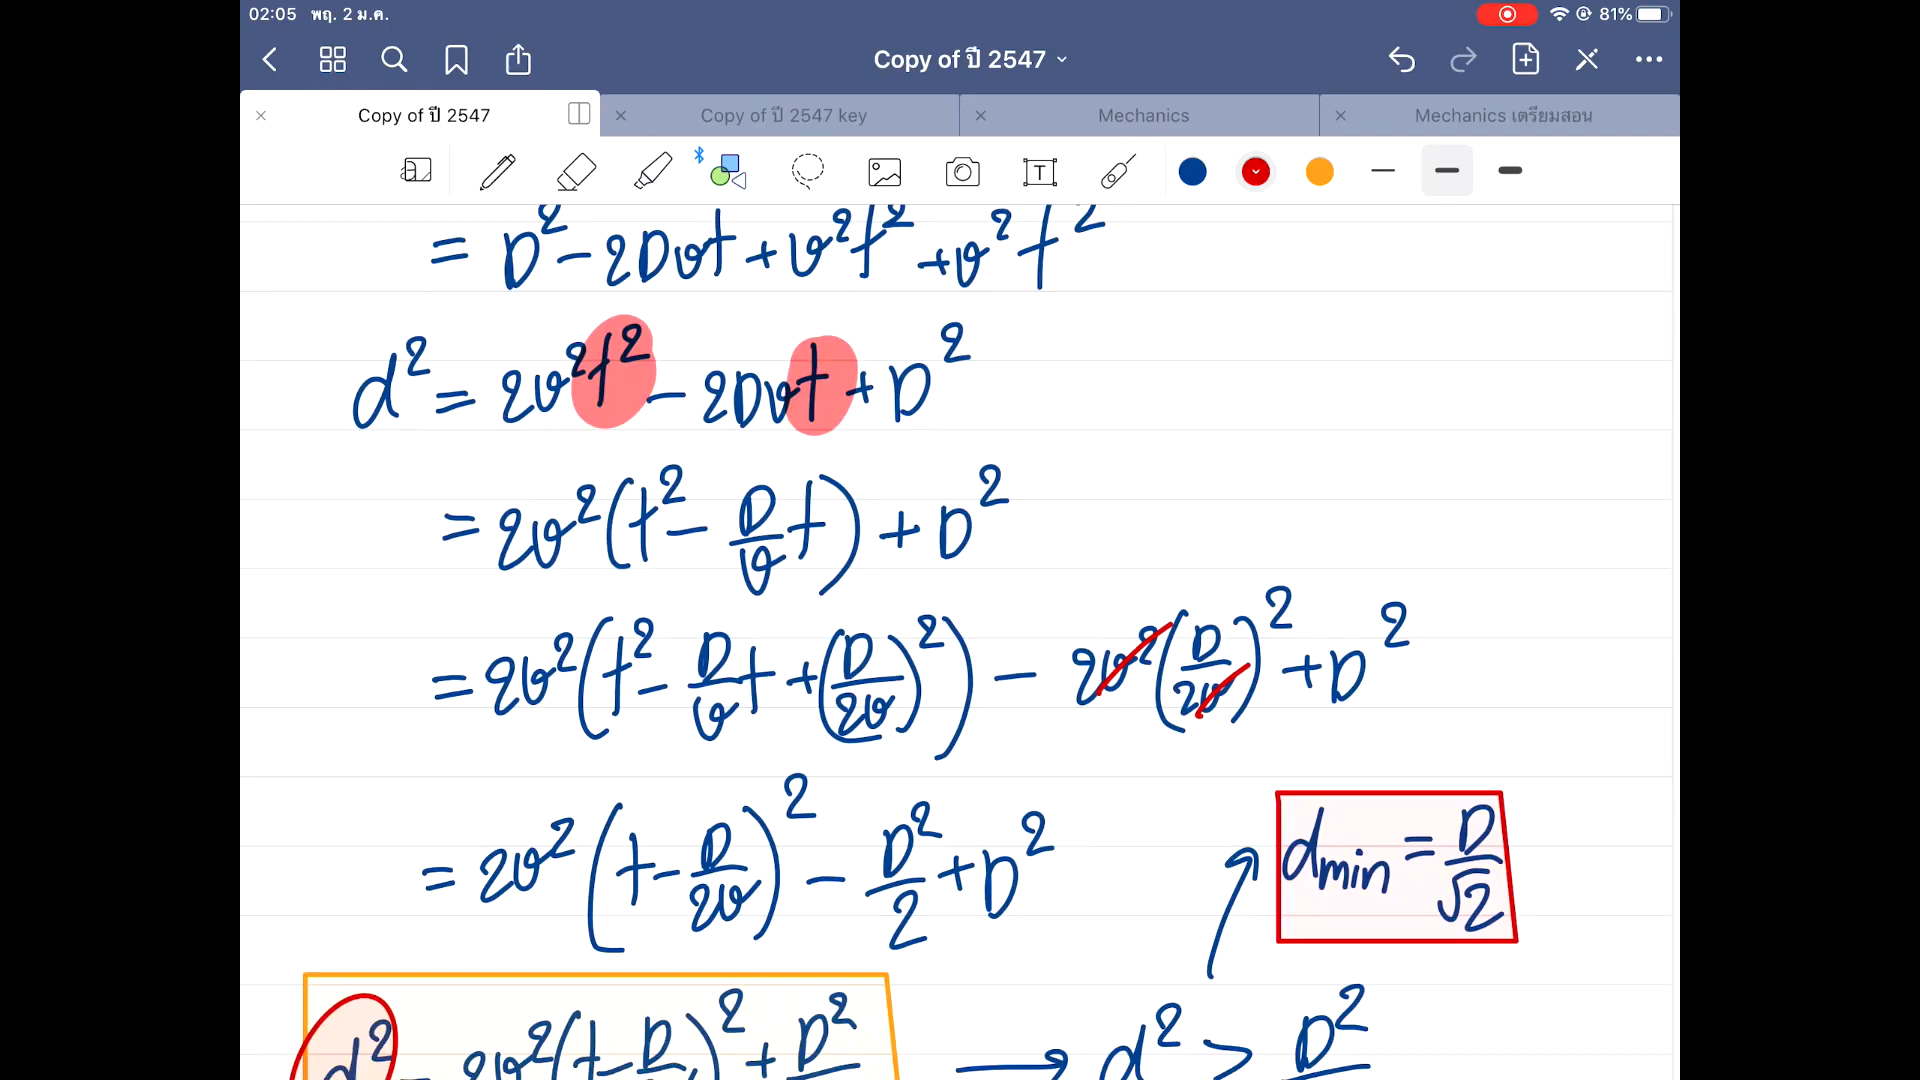 02:05 พฤ. 2 ม.ค. 81%
Copy of ปี 2547
Copy of ปี 2547 Copy of ปี 2547 key Mechanics Mechanics เตรียมสอน
T
= D² - 2Dvt + v²t² + v²t²
d² = 2v²t² - 2Dvt + D²
= 2v²(t² - D/v t) + D²
= 2v²(t² - D/v t + (D/2v)²) - 2v²(D/2v)² + D²
= 2v²(t - D/2v)² - D²/2 + D²
dmin = D/√2
d² = 2v²(t - D/ )² + D²/ → d² > D²/